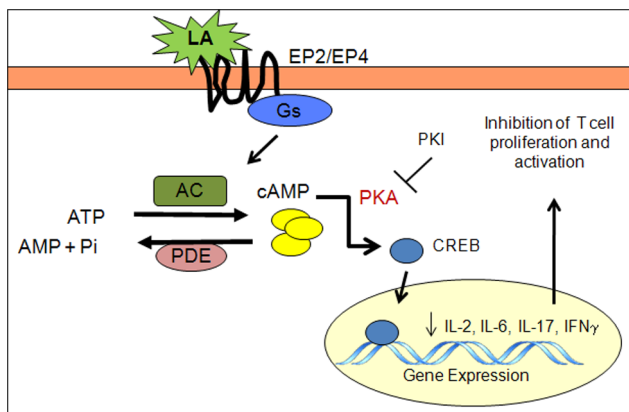 LA
EP2/EP4
Gs
Inhibition of T cell
proliferation and
activation
PKI
AC
cAMP
PKA
ATP
AMP + Pi
PDE
CREB
↓ IL-2, IL-6, IL-17, IFNγ
Gene Expression